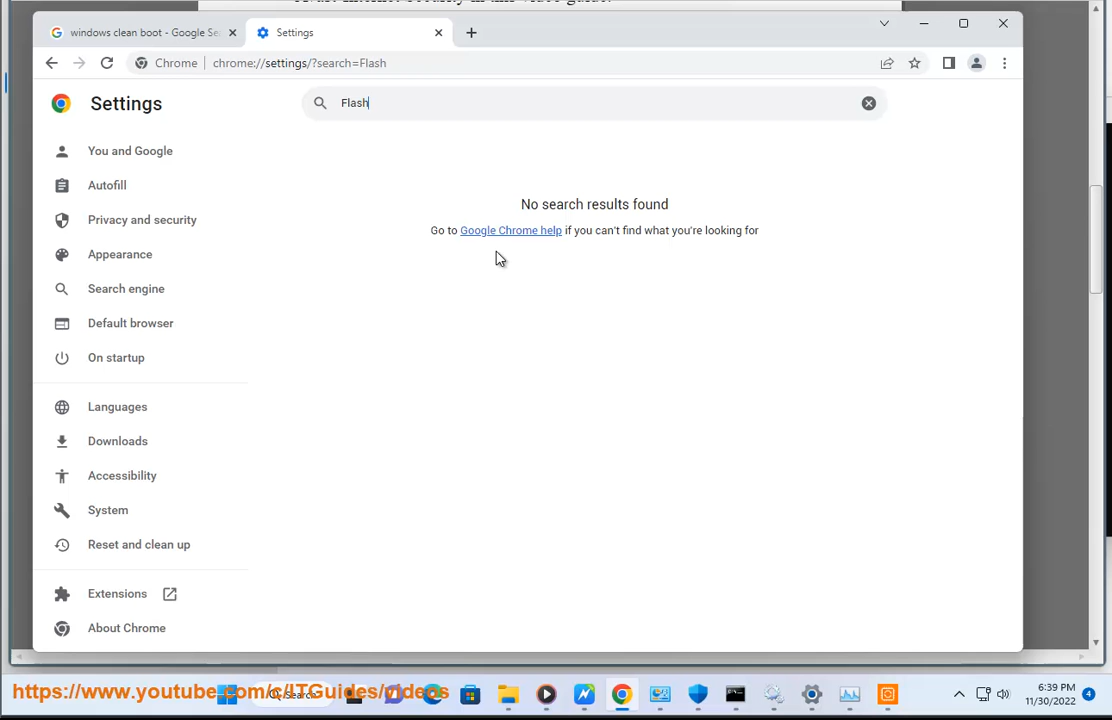 windows clean boot - Google Se
Settings
Chrome
chrome://settings/?search=Flash
Settings
Flash
You and Google
Autofill
Privacy and security
Appearance
Search engine
Default browser
On startup
Languages
Downloads
Accessibility
System
Reset and clean up
Extensions
About Chrome
No search results found
Go to Google Chrome help if you can't find what you're looking for
https://www.youtube.com/c/ITGuides/videos
6:39 PM
11/30/2022
4